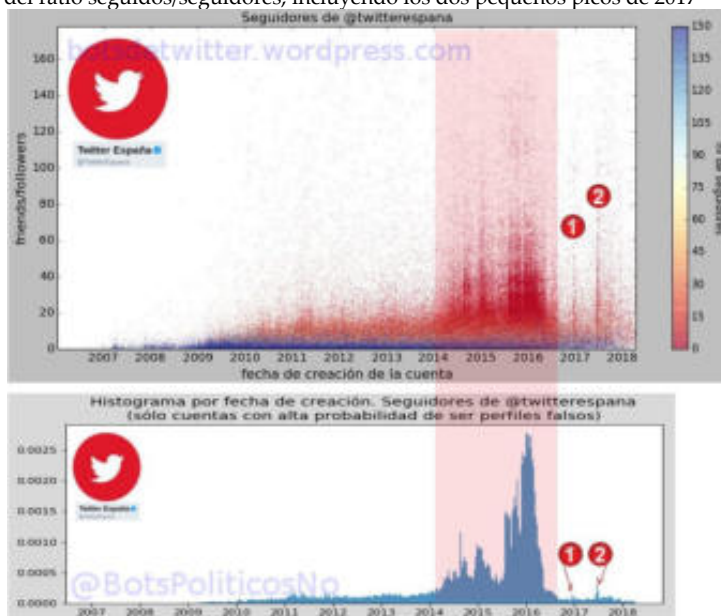 del ratio seguidos/seguidores, incluyendo los dos pequeños picos de 2017
Seguidores de @twitterespana
botsdetwitter.wordpress.com
Twitter España
friends/followers
160
140
120
100
80
60
40
20
0
1
2
2007 2008 2009 2010 2011 2012 2013 2014 2015 2016 2017 2018
fecha de creación de la cuenta
150
135
120
105
90
75
60
45
30
15
0
de seguidores
Histograma por fecha de creación. Seguidores de @twitterespana
(sólo cuentas con alta probabilidad de ser perfiles falsos)
Twitter España
0.0025
0.0020
0.0015
0.0010
0.0005
0.0000
1
2
@BotsPoliticosNo
2007 2008 2009 2010 2011 2012 2013 2014 2015 2016 2017 2018